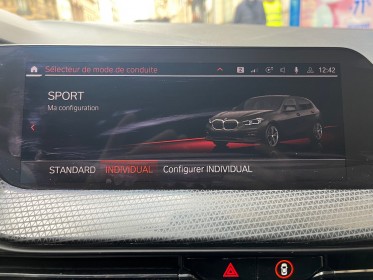 Sélecteur de mode de conduite
12:42
SPORT
Ma configuration
STANDARD INDIVIDUAL Configurer INDIVIDUAL